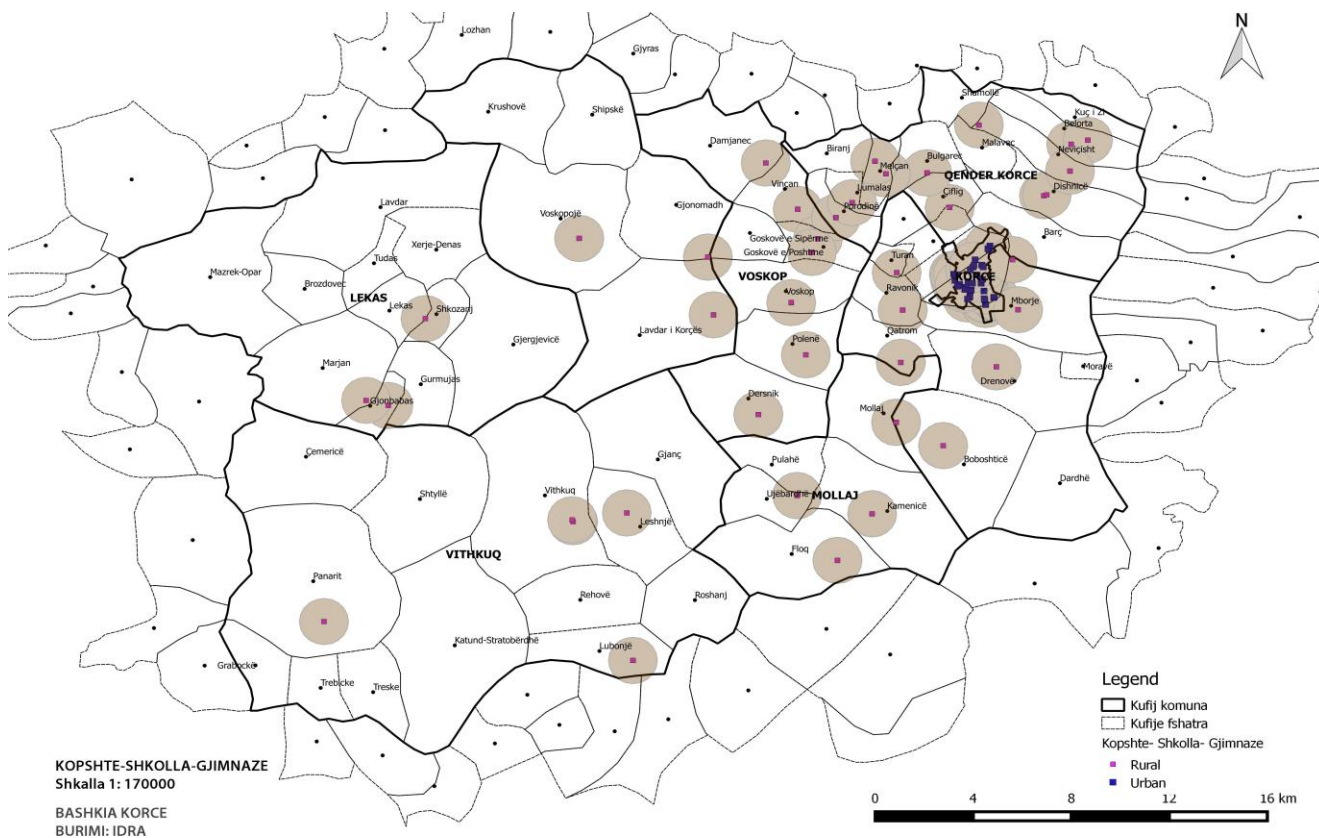 N
Lozhan
Gjyras
Krushovë
Shipskë
Shamollë
Kuç i Zi
Belorta
Damjanec
Biranj
Malavec
Neviçisht
Melçan
Bulgarec
QENDER KORCE
Vinçan
Lumalas
Çiflig
Dishnicë
Lavdar
Voskopojë
Gjonomadh
Porodinë
Xerje-Denas
Goskovë e Sipërme
Barç
Goskovë e Poshtme
Tudas
Turan
Mazrek-Opar
VOSKOP
KORÇE
Brozdovec
LEKAS
Voskop
Ravonik
Lekas
Shkozanj
Mborje
Lavdar i Korçës
Qatrom
Gjergjevicë
Polenë
Marjan
Moravë
Gurmujas
Drenovë
Dersnik
Gjonbabas
Mollaj
Çemericë
Gjanç
Pulahë
Boboshticë
Shtyllë
Vithkuq
Ujëbardhë
MOLLAJ
Dardhë
Kamenicë
Leshnjë
VITHKUQ
Floq
Panarit
Rehovë
Roshanj
Katund-Stratobërdhë
Lubonjë
Grabockë
Trebicke
Treske
Legend
Kufij komuna
Kufije fshatra
Kopshte- Shkolla- Gjimnaze
Rural
Urban
KOPSHTE-SHKOLLA-GJIMNAZE
Shkalla 1: 170000
BASHKIA KORCE
BURIMI: IDRA
0 4 8 12 16 km